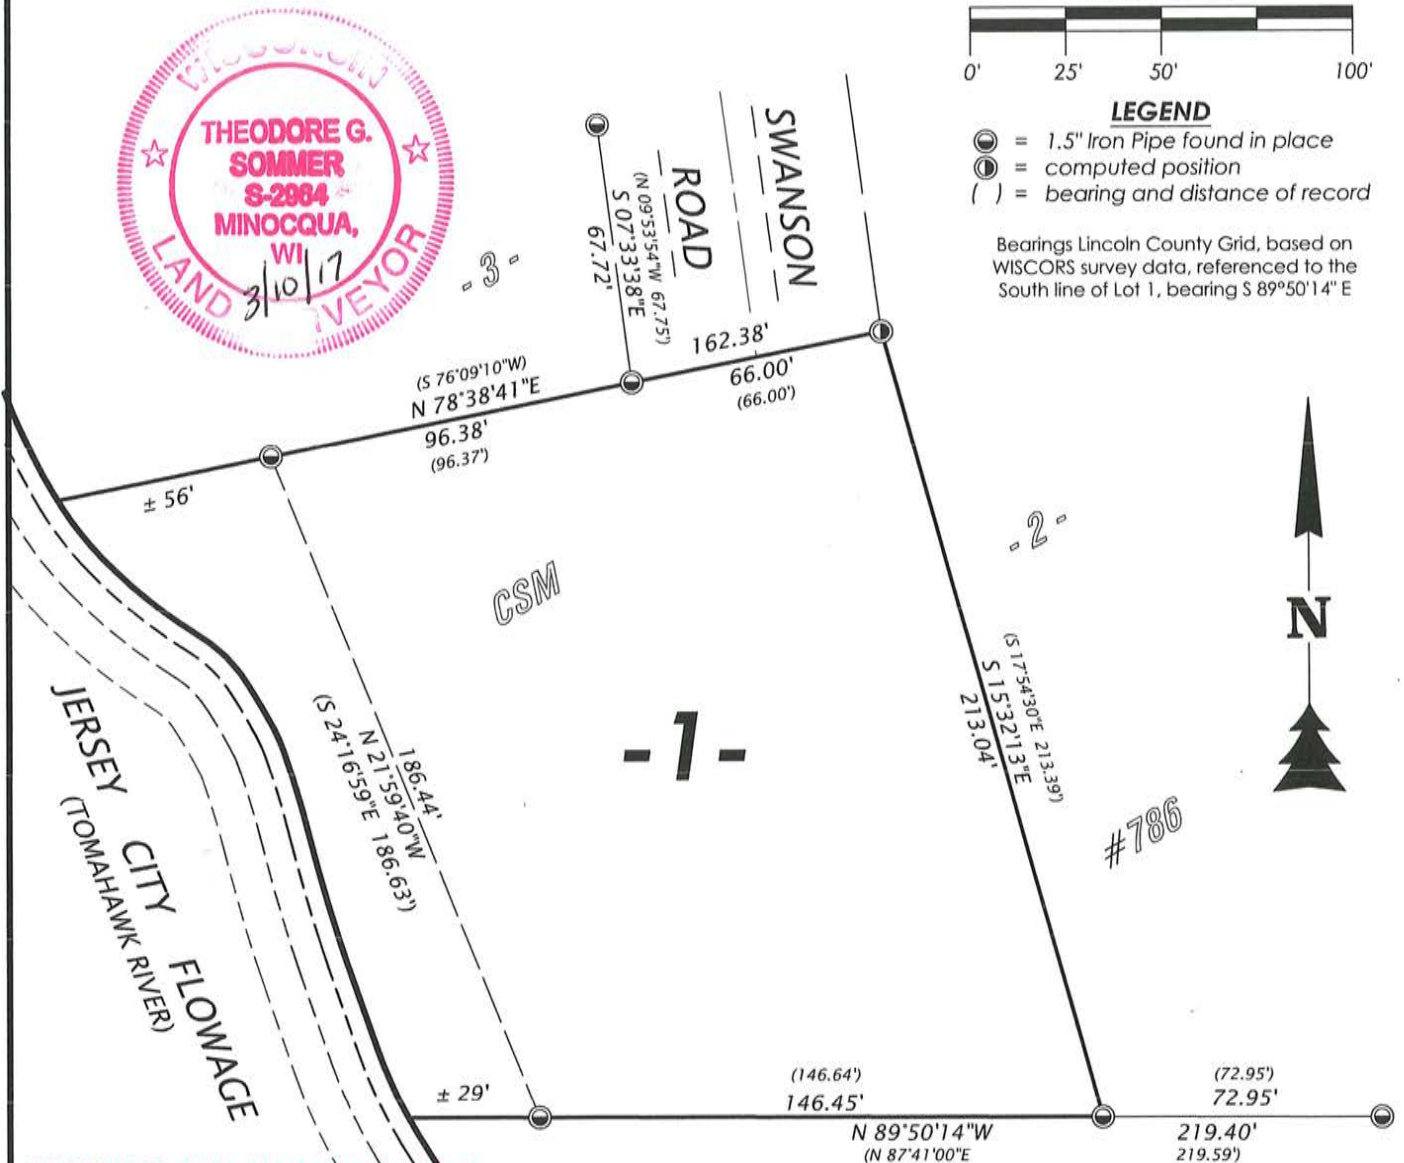 WISCONSIN
THEODORE G.
SOMMER
S-2964
MINOCQUA,
WI
3/10/17
LAND VEYOR
0' 25' 50' 100'
LEGEND
= 1.5" Iron Pipe found in place
= computed position
( ) = bearing and distance of record
Bearings Lincoln County Grid, based on
WISCORS survey data, referenced to the
South line of Lot 1, bearing S 89°50'14" E
SWANSON
ROAD
(N 09°53'54"W 67.75')
S 07°33'38"E
67.72'
- 3 -
162.38'
66.00'
(66.00')
(S 76°09'10"W)
N 78°38'41"E
96.38'
(96.37')
± 56'
- 2 -
CSM
N
(S 17°54'30"E 213.39')
S 15°32'13"E
213.04'
- 1 -
186.44'
N 21°59'40"W
(S 24°16'59"E 186.63')
#786
JERSEY CITY FLOWAGE
(TOMAHAWK RIVER)
± 29'
(146.64')
146.45'
(72.95')
72.95'
N 89°50'14"W
219.40'
(N 87°41'00"E
219.59')